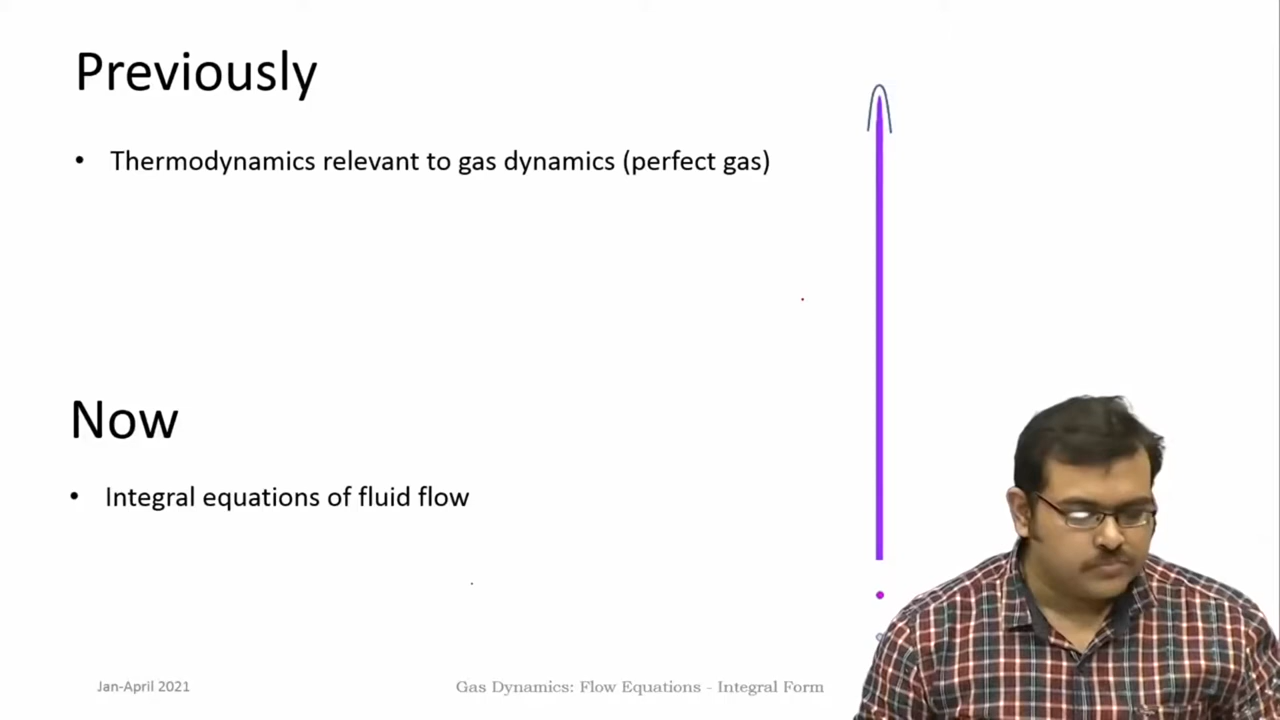 Previously
• Thermodynamics relevant to gas dynamics (perfect gas)
Now
• Integral equations of fluid flow
Jan-April 2021
Gas Dynamics: Flow Equations - Integral Form